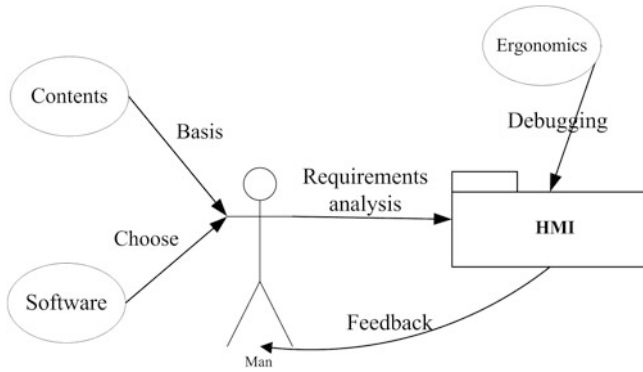 Ergonomics
Contents
Debugging
Basis
Requirements
analysis
HMI
Choose
Software
Feedback
Man